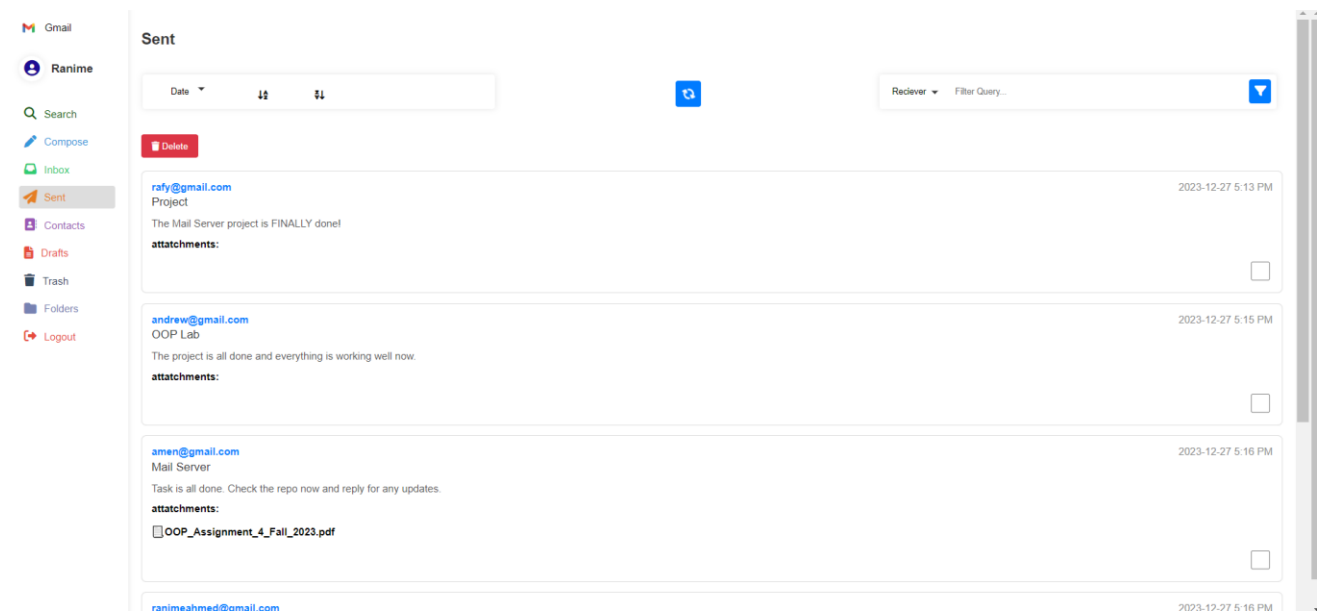 Gmail
Sent
Ranime
Date
Reciever
Filter Query...
Search
Compose
Delete
Inbox
Sent
Contacts
Drafts
Trash
Folders
Logout
rafy@gmail.com 2023-12-27 5:13 PM
Project
The Mail Server project is FINALLY done!
attatchments:
andrew@gmail.com 2023-12-27 5:15 PM
OOP Lab
The project is all done and everything is working well now.
attatchments:
amen@gmail.com 2023-12-27 5:16 PM
Mail Server
Task is all done. Check the repo now and reply for any updates.
attatchments:
OOP_Assignment_4_Fall_2023.pdf
ranimeahmed@gmail.com 2023-12-27 5:16 PM